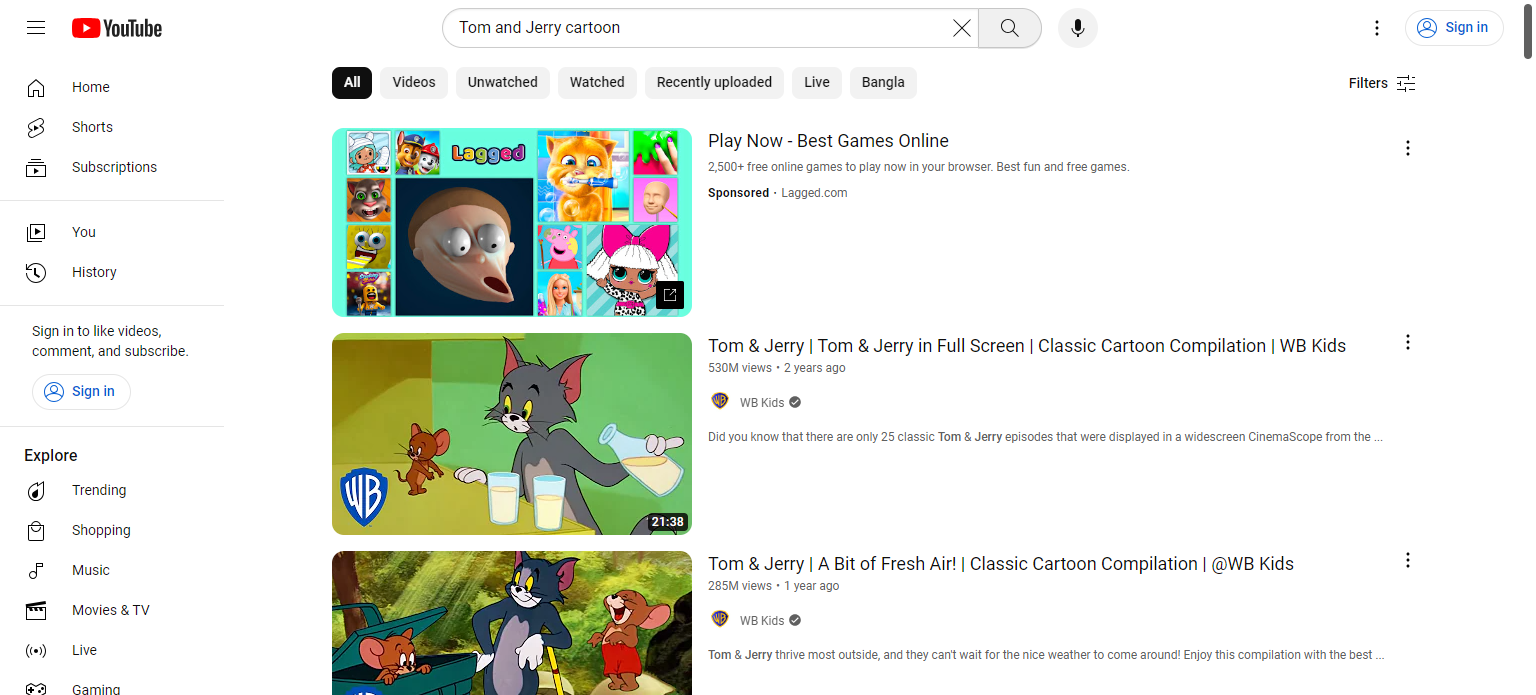 YouTube
Tom and Jerry cartoon
Sign in
Home
Shorts
Subscriptions
You
History
Sign in to like videos,
comment, and subscribe.
Sign in
Explore
Trending
Shopping
Music
Movies & TV
Live
Gaming
All
Videos
Unwatched
Watched
Recently uploaded
Live
Bangla
Filters
Lagged
Play Now - Best Games Online
2,500+ free online games to play now in your browser. Best fun and free games.
Sponsored · Lagged.com
WB
21:38
Tom & Jerry | Tom & Jerry in Full Screen | Classic Cartoon Compilation | WB Kids
530M views • 2 years ago
WB Kids
Did you know that there are only 25 classic Tom & Jerry episodes that were displayed in a widescreen CinemaScope from the ...
Tom & Jerry | A Bit of Fresh Air! | Classic Cartoon Compilation | @WB Kids
285M views • 1 year ago
WB Kids
Tom & Jerry thrive most outside, and they can't wait for the nice weather to come around! Enjoy this compilation with the best ...